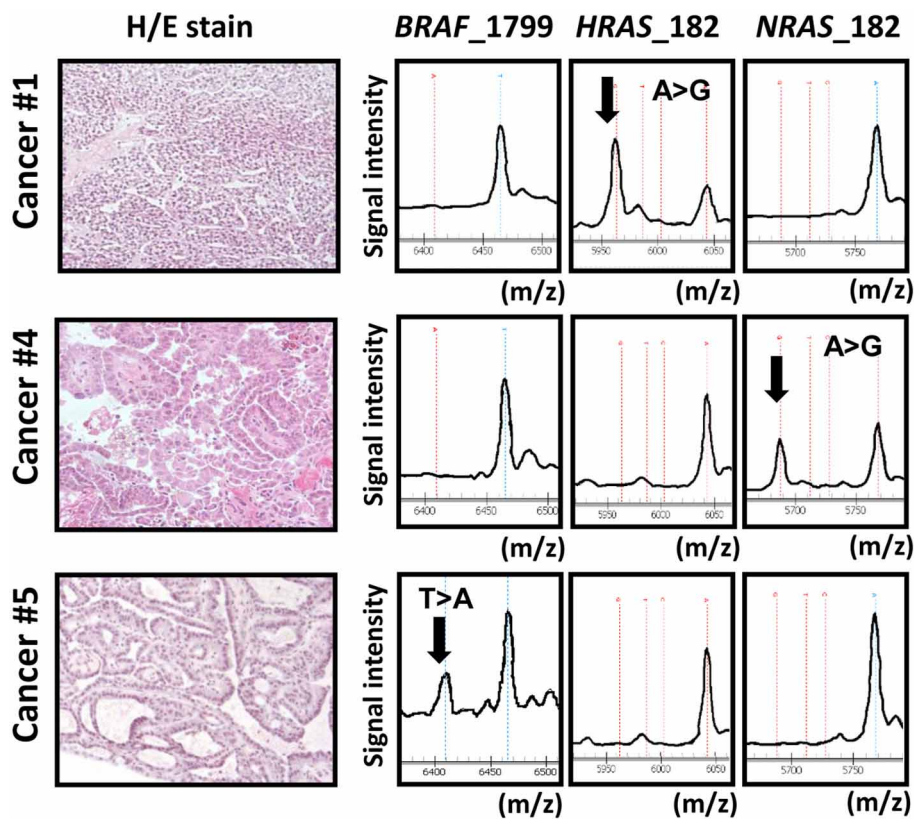 H/E stain
BRAF_1799
HRAS_182
NRAS_182
Cancer #1
Signal intensity
A>G
6400
6450
6500
5950
6000
6050
5700
5750
(m/z)
(m/z)
(m/z)
Cancer #4
Signal intensity
A>G
6400
6450
6500
5950
6000
6050
5700
5750
(m/z)
(m/z)
(m/z)
Cancer #5
Signal intensity
T>A
6400
6450
6500
5950
6000
6050
5700
5750
(m/z)
(m/z)
(m/z)